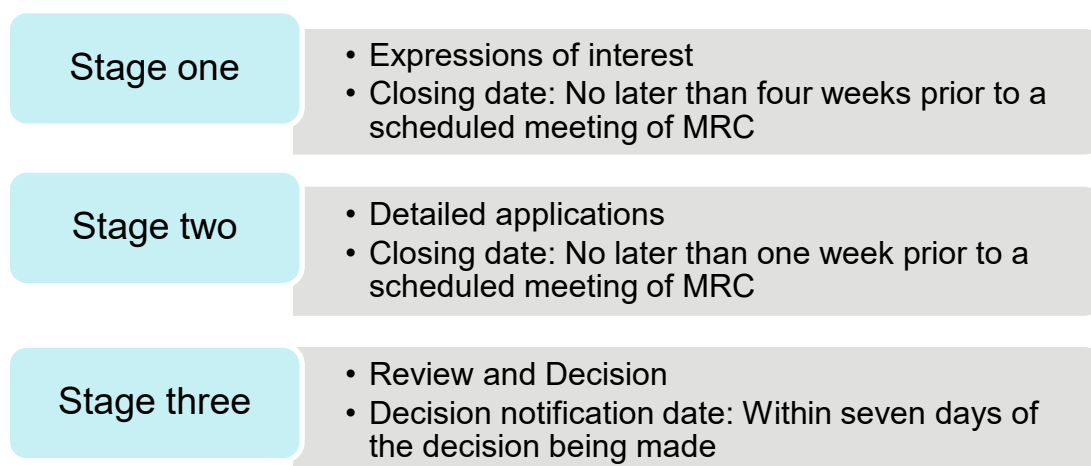 Stage one
• Expressions of interest
• Closing date: No later than four weeks prior to a
scheduled meeting of MRC
Stage two
• Detailed applications
• Closing date: No later than one week prior to a
scheduled meeting of MRC
Stage three
• Review and Decision
• Decision notification date: Within seven days of
the decision being made